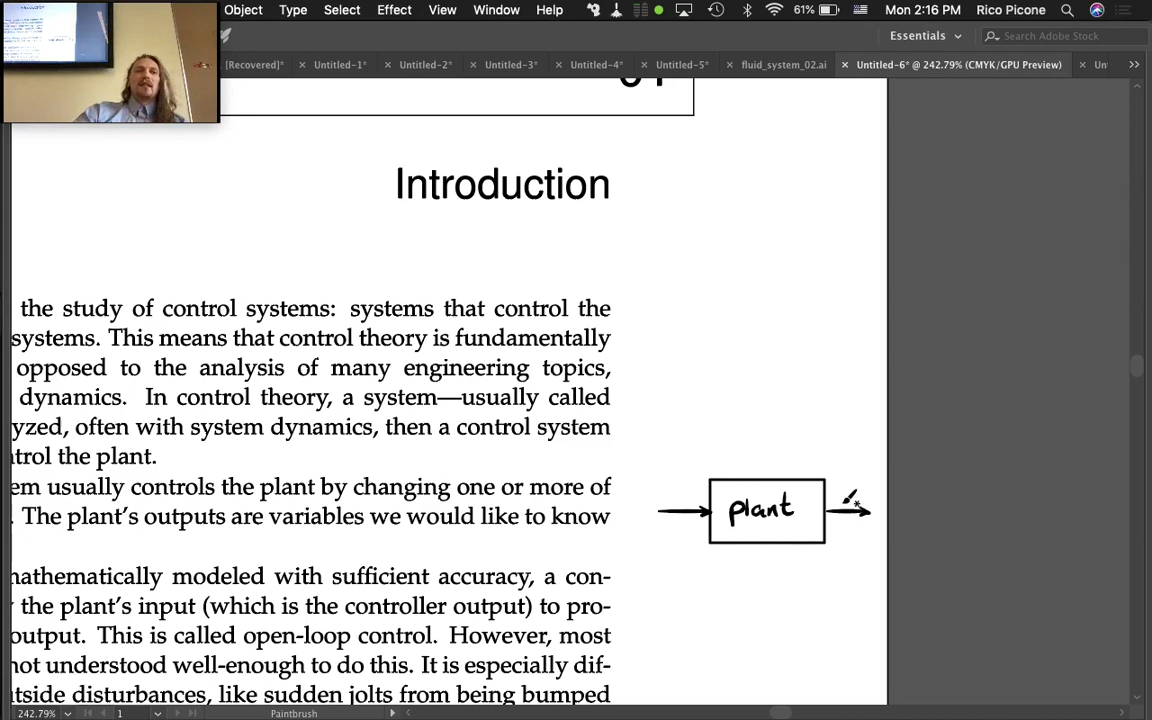 Object Type Select Effect View Window Help 61% Mon 2:16 PM Rico Picone
Essentials Search Adobe Stock
[Recovered]* × Untitled-1* × Untitled-2* × Untitled-3* × Untitled-4* × Untitled-5* × fluid_system_02.ai × Untitled-6* @ 242.79% (CMYK/GPU Preview) × Un »
Introduction
the study of control systems: systems that control the
systems. This means that control theory is fundamentally
opposed to the analysis of many engineering topics,
dynamics. In control theory, a system—usually called
yzed, often with system dynamics, then a control system
trol the plant.
em usually controls the plant by changing one or more of
. The plant's outputs are variables we would like to know
plant
mathematically modeled with sufficient accuracy, a con-
the plant's input (which is the controller output) to pro-
output. This is called open-loop control. However, most
not understood well-enough to do this. It is especially dif-
tside disturbances, like sudden jolts from being bumped
242.79% 1 Paintbrush